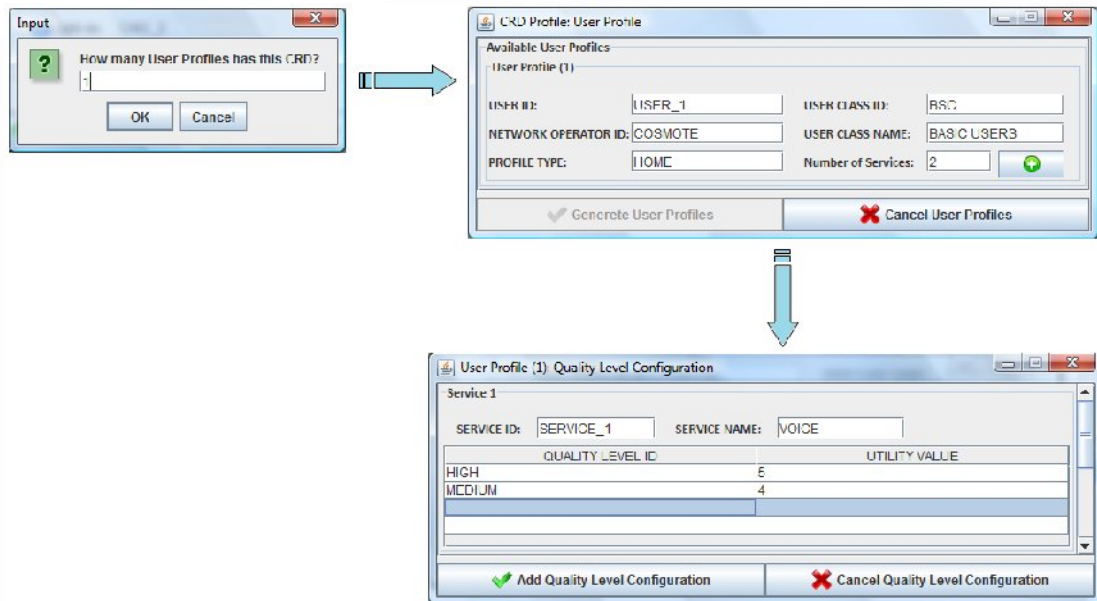 Input
How many User Profiles has this CRD?
1
OK Cancel
CRD Profile: User Profile
Available User Profiles
User Profile (1)
USER ID: USER_1 USER CLASS ID: BSC
NETWORK OPERATOR ID: COSMOTE USER CLASS NAME: BASIC USERS
PROFILE TYPE: HOME Number of Services: 2
Generete User Profiles Cancel User Profiles
User Profile (1): Quality Level Configuration
Service 1
SERVICE ID: SERVICE_1 SERVICE NAME: VOICE
QUALITY LEVEL ID UTILITY VALUE
HIGH 5
MEDIUM 4
Add Quality Level Configuration Cancel Quality Level Configuration